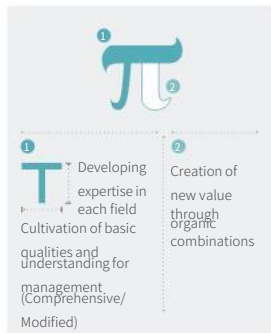 1
2
1
T
Developing
expertise in
each field
Cultivation of basic
qualities and
understanding for
management
(Comprehensive/
Modified)
2
Creation of
new value
through
organic
combinations